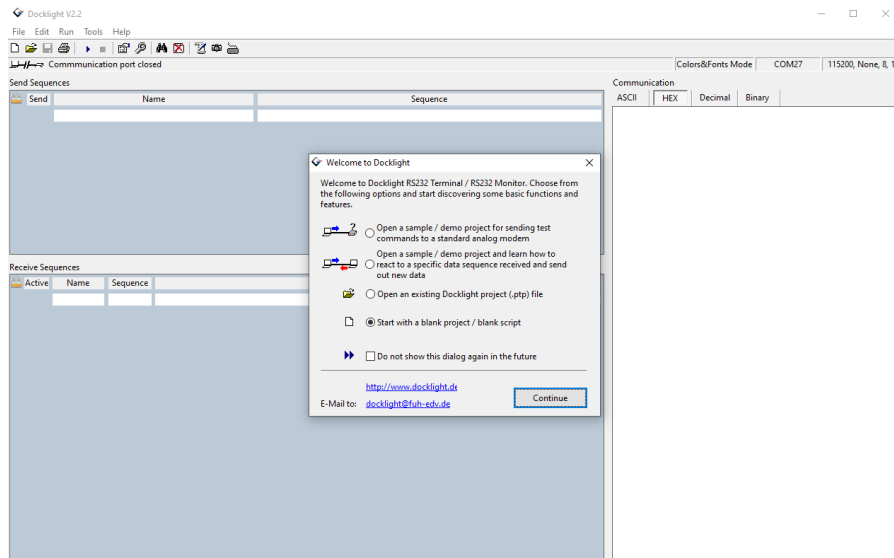 Docklight V2.2
File Edit Run Tools Help
Commmunication port closed
Colors&Fonts Mode COM27 115200, None, 8, 1
Send Sequences
Send Name Sequence
Communication
ASCII HEX Decimal Binary
Welcome to Docklight
Welcome to Docklight RS232 Terminal / RS232 Monitor. Choose from
the following options and start discovering some basic functions and
features.
Open a sample / demo project for sending test
commands to a standard analog modem
Open a sample / demo project and learn how to
react to a specific data sequence received and send
out new data
Open an existing Docklight project (.ptp) file
Start with a blank project / blank script
Do not show this dialog again in the future
http://www.docklight.de
E-Mail to: docklight@fuh-edv.de
Continue
Receive Sequences
Active Name Sequence